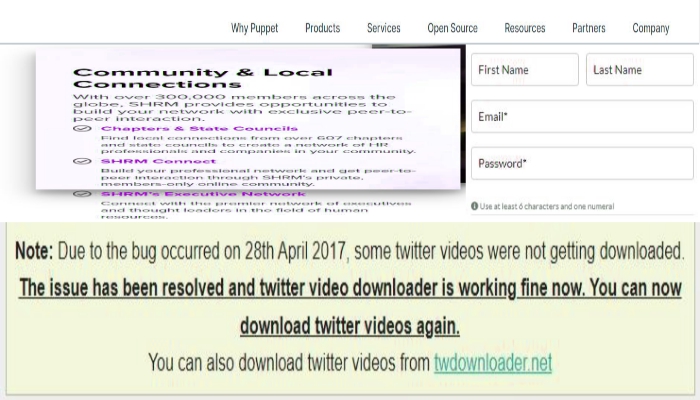 Why Puppet Products Services Open Source Resources Partners Company
Community & Local
Connections
With over 300,000 members across the
globe, SHRM provides opportunities to
build your network with exclusive peer-to-
peer interaction.
Chapters & State Councils
Find local connections from over 607 chapters
and state councils to create a network of HR
professionals and companies in your community.
SHRM Connect
Build your professional network and get peer-to-
peer interaction through SHRM's private,
members-only online community.
SHRM's Executive Network
Connect with the premier network of executives
and thought leaders in the field of human
resources.
First Name Last Name
Email*
Password*
Use at least 6 characters and one numeral
Note: Due to the bug occurred on 28th April 2017, some twitter videos were not getting downloaded.
The issue has been resolved and twitter video downloader is working fine now. You can now
download twitter videos again.
You can also download twitter videos from twdownloader.net